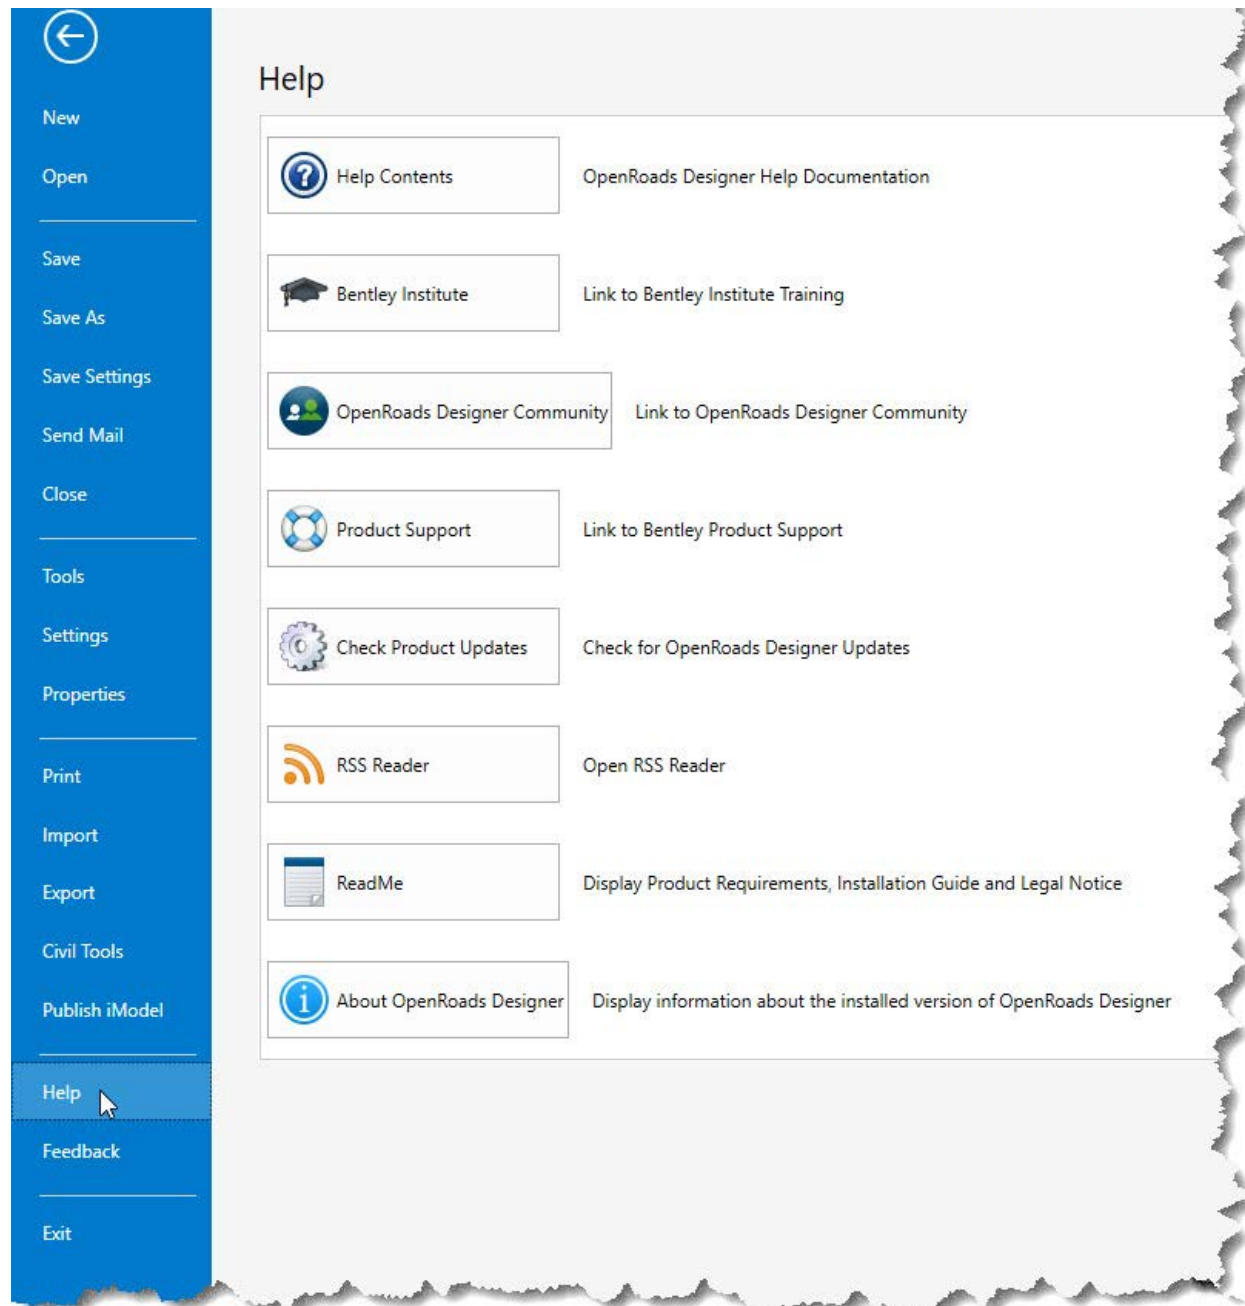 New
Open
Save
Save As
Save Settings
Send Mail
Close
Tools
Settings
Properties
Print
Import
Export
Civil Tools
Publish iModel
Help
Feedback
Exit
Help
Help Contents OpenRoads Designer Help Documentation
Bentley Institute Link to Bentley Institute Training
OpenRoads Designer Community Link to OpenRoads Designer Community
Product Support Link to Bentley Product Support
Check Product Updates Check for OpenRoads Designer Updates
RSS Reader Open RSS Reader
ReadMe Display Product Requirements, Installation Guide and Legal Notice
About OpenRoads Designer Display information about the installed version of OpenRoads Designer